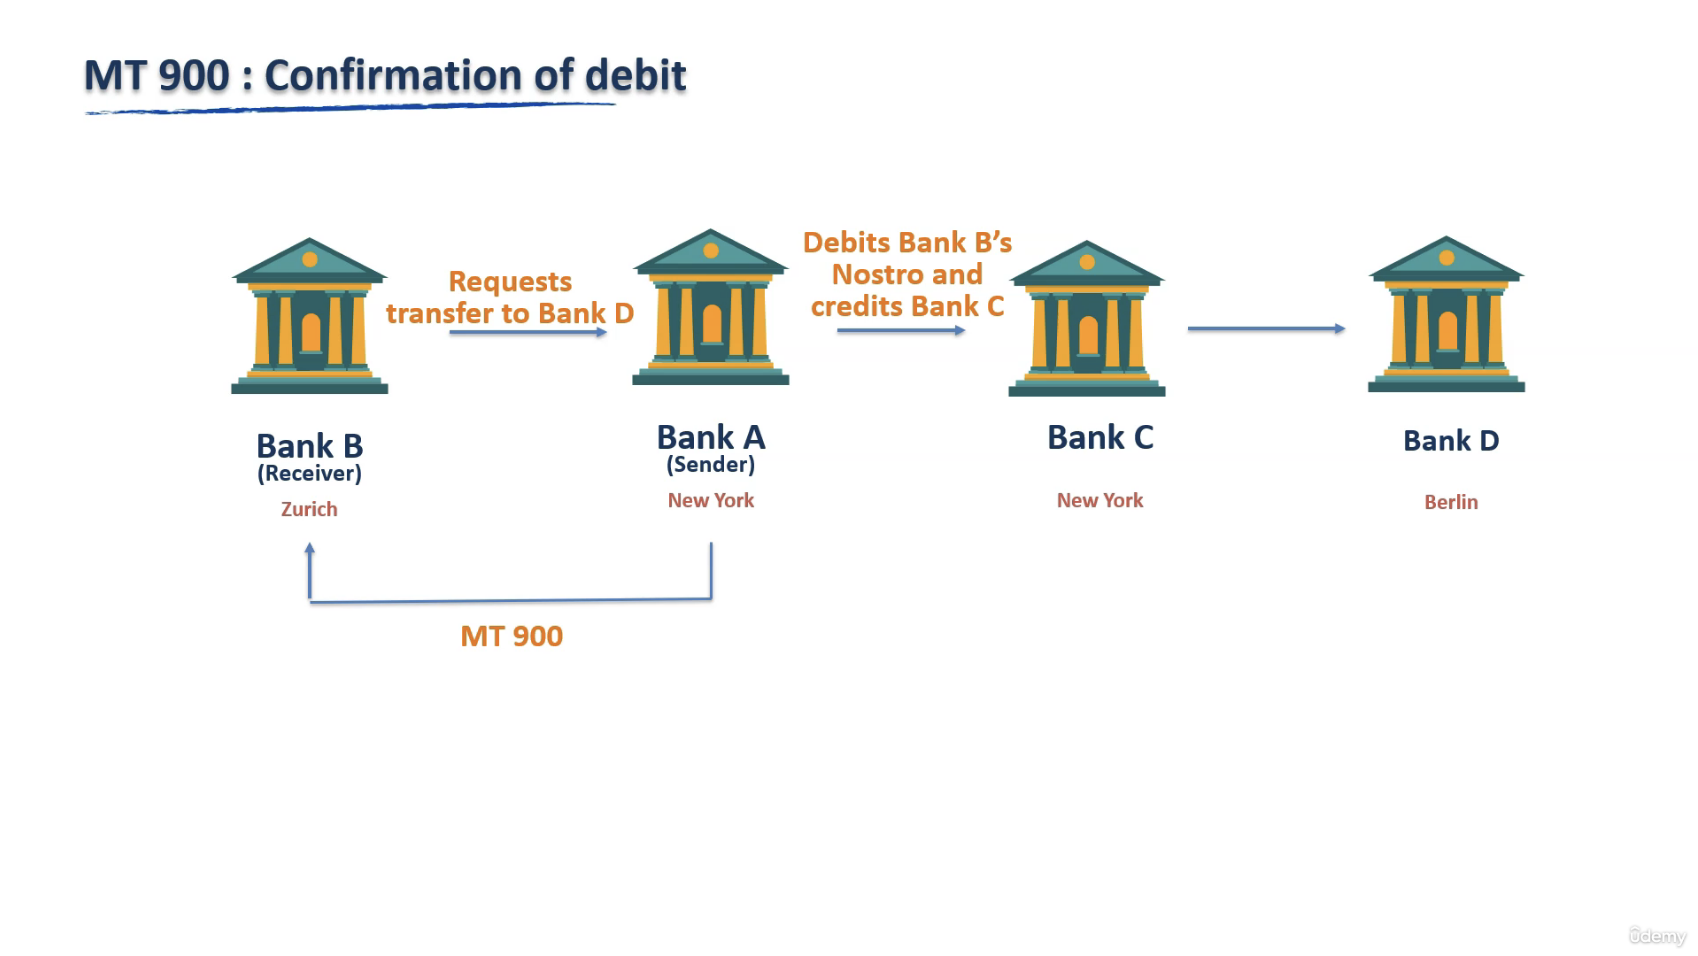 MT 900 : Confirmation of debit
Requests
transfer to Bank D
Debits Bank B’s
Nostro and
credits Bank C
Bank B
(Receiver)
Zurich
Bank A
(Sender)
New York
Bank C
New York
Bank D
Berlin
MT 900
ûdemy